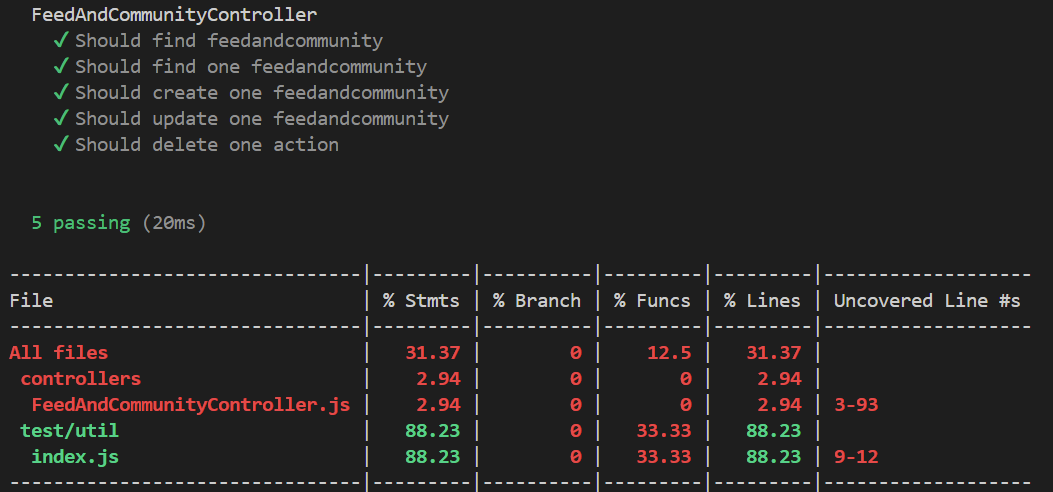 FeedAndCommunityController
✓ Should find feedandcommunity
✓ Should find one feedandcommunity
✓ Should create one feedandcommunity
✓ Should update one feedandcommunity
✓ Should delete one action
5 passing (20ms)
--------------------------------|---------|----------|---------|---------|-------------------
File                            | % Stmts | % Branch | % Funcs | % Lines | Uncovered Line #s
--------------------------------|---------|----------|---------|---------|-------------------
All files                       |   31.37 |        0 |    12.5 |   31.37 |
 controllers                    |    2.94 |        0 |       0 |    2.94 |
  FeedAndCommunityController.js |    2.94 |        0 |       0 |    2.94 | 3-93
 test/util                      |   88.23 |        0 |   33.33 |   88.23 |
  index.js                      |   88.23 |        0 |   33.33 |   88.23 | 9-12
--------------------------------|---------|----------|---------|---------|-------------------